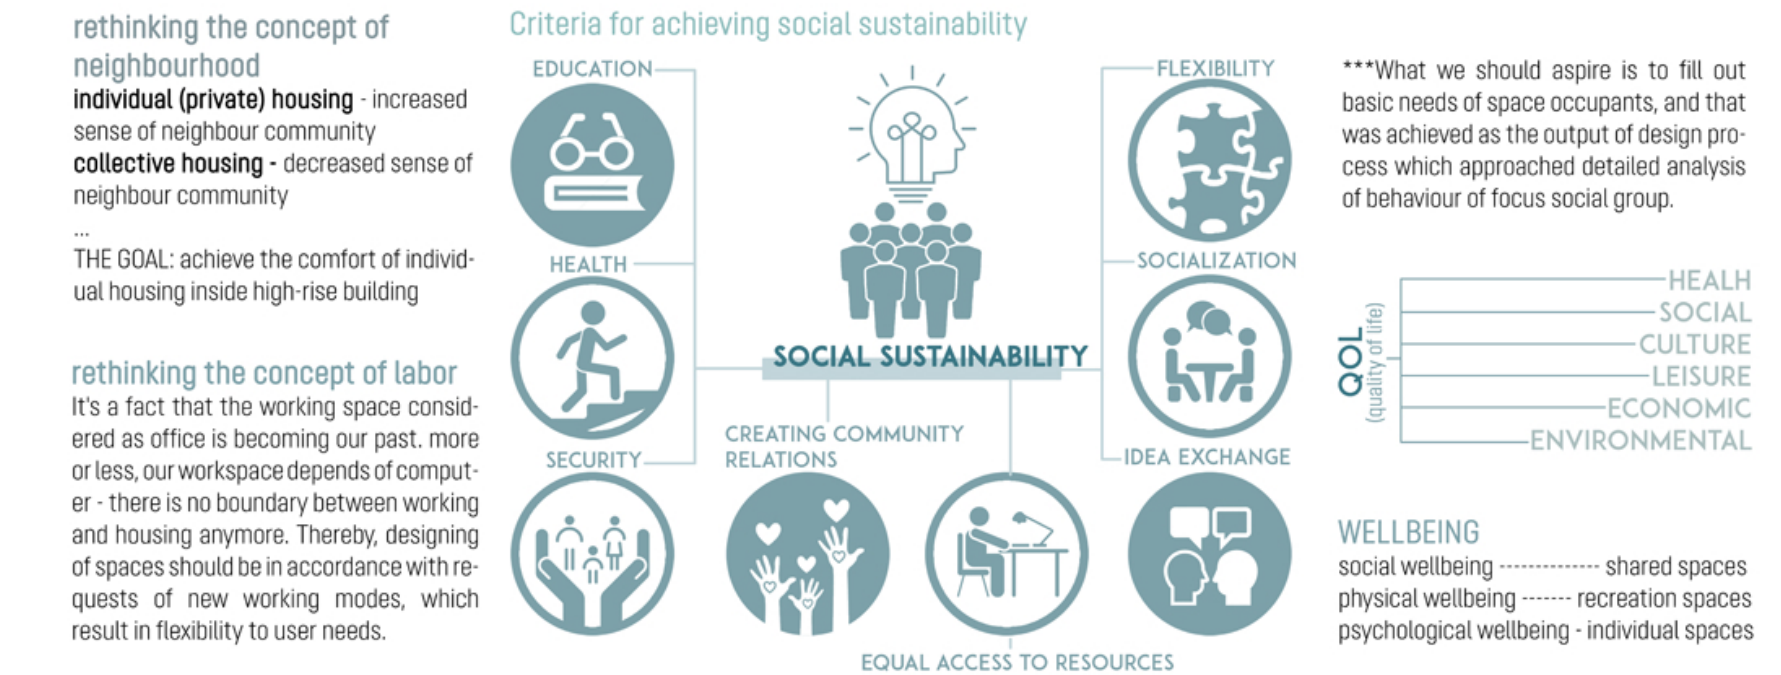 rethinking the concept of
neighbourhood
individual (private) housing - increased
sense of neighbour community
collective housing - decreased sense of
neighbour community
...
THE GOAL: achieve the comfort of individ-
ual housing inside high-rise building
rethinking the concept of labor
It's a fact that the working space consid-
ered as office is becoming our past. more
or less, our workspace depends of comput-
er - there is no boundary between working
and housing anymore. Thereby, designing
of spaces should be in accordance with re-
quests of new working modes, which
result in flexibility to user needs.
Criteria for achieving social sustainability
EDUCATION
HEALTH
SECURITY
SOCIAL SUSTAINABILITY
CREATING COMMUNITY
RELATIONS
EQUAL ACCESS TO RESOURCES
FLEXIBILITY
SOCIALIZATION
IDEA EXCHANGE
***What we should aspire is to fill out
basic needs of space occupants, and that
was achieved as the output of design pro-
cess which approached detailed analysis
of behaviour of focus social group.
QOL
(quality of life)
HEALH
SOCIAL
CULTURE
LEISURE
ECONOMIC
ENVIRONMENTAL
WELLBEING
social wellbeing ------------- shared spaces
physical wellbeing ------- recreation spaces
psychological wellbeing - individual spaces